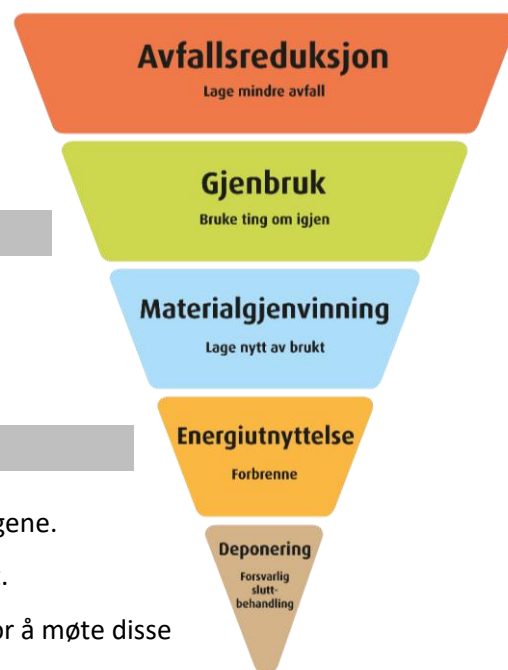 Avfallsreduksjon
Lage mindre avfall
Gjenbruk
Bruke ting om igjen
Materialgjenvinning
Lage nytt av brukt
Energiutnyttelse
Forbrenne
Deponering
Forsvarlig
slutt-
behandling
gene.
or å møte disse